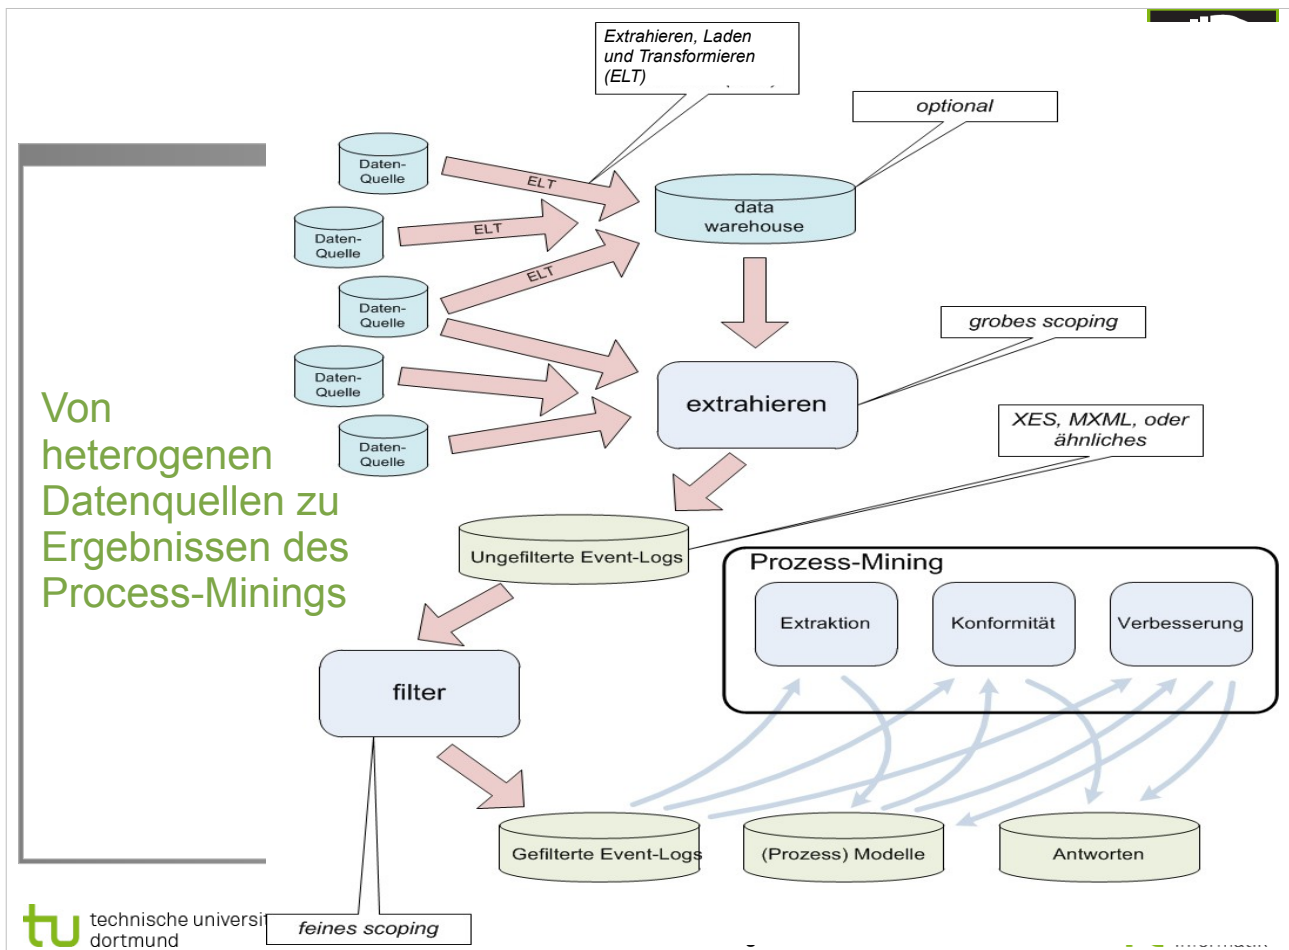 Extrahieren, Laden
und Transformieren
(ELT)
optional
Daten-
Quelle
ELT
data
warehouse
Daten-
Quelle
ELT
Daten-
Quelle
ELT
grobes scoping
Daten-
Quelle
extrahieren
XES, MXML, oder
ähnliches
Daten-
Quelle
Von
heterogenen
Datenquellen zu
Ergebnissen des
Process-Minings
Ungefilterte Event-Logs
Prozess-Mining
Extraktion
Konformität
Verbesserung
filter
Gefilterte Event-Logs
(Prozess) Modelle
Antworten
feines scoping
tu
technische universit
dortmund